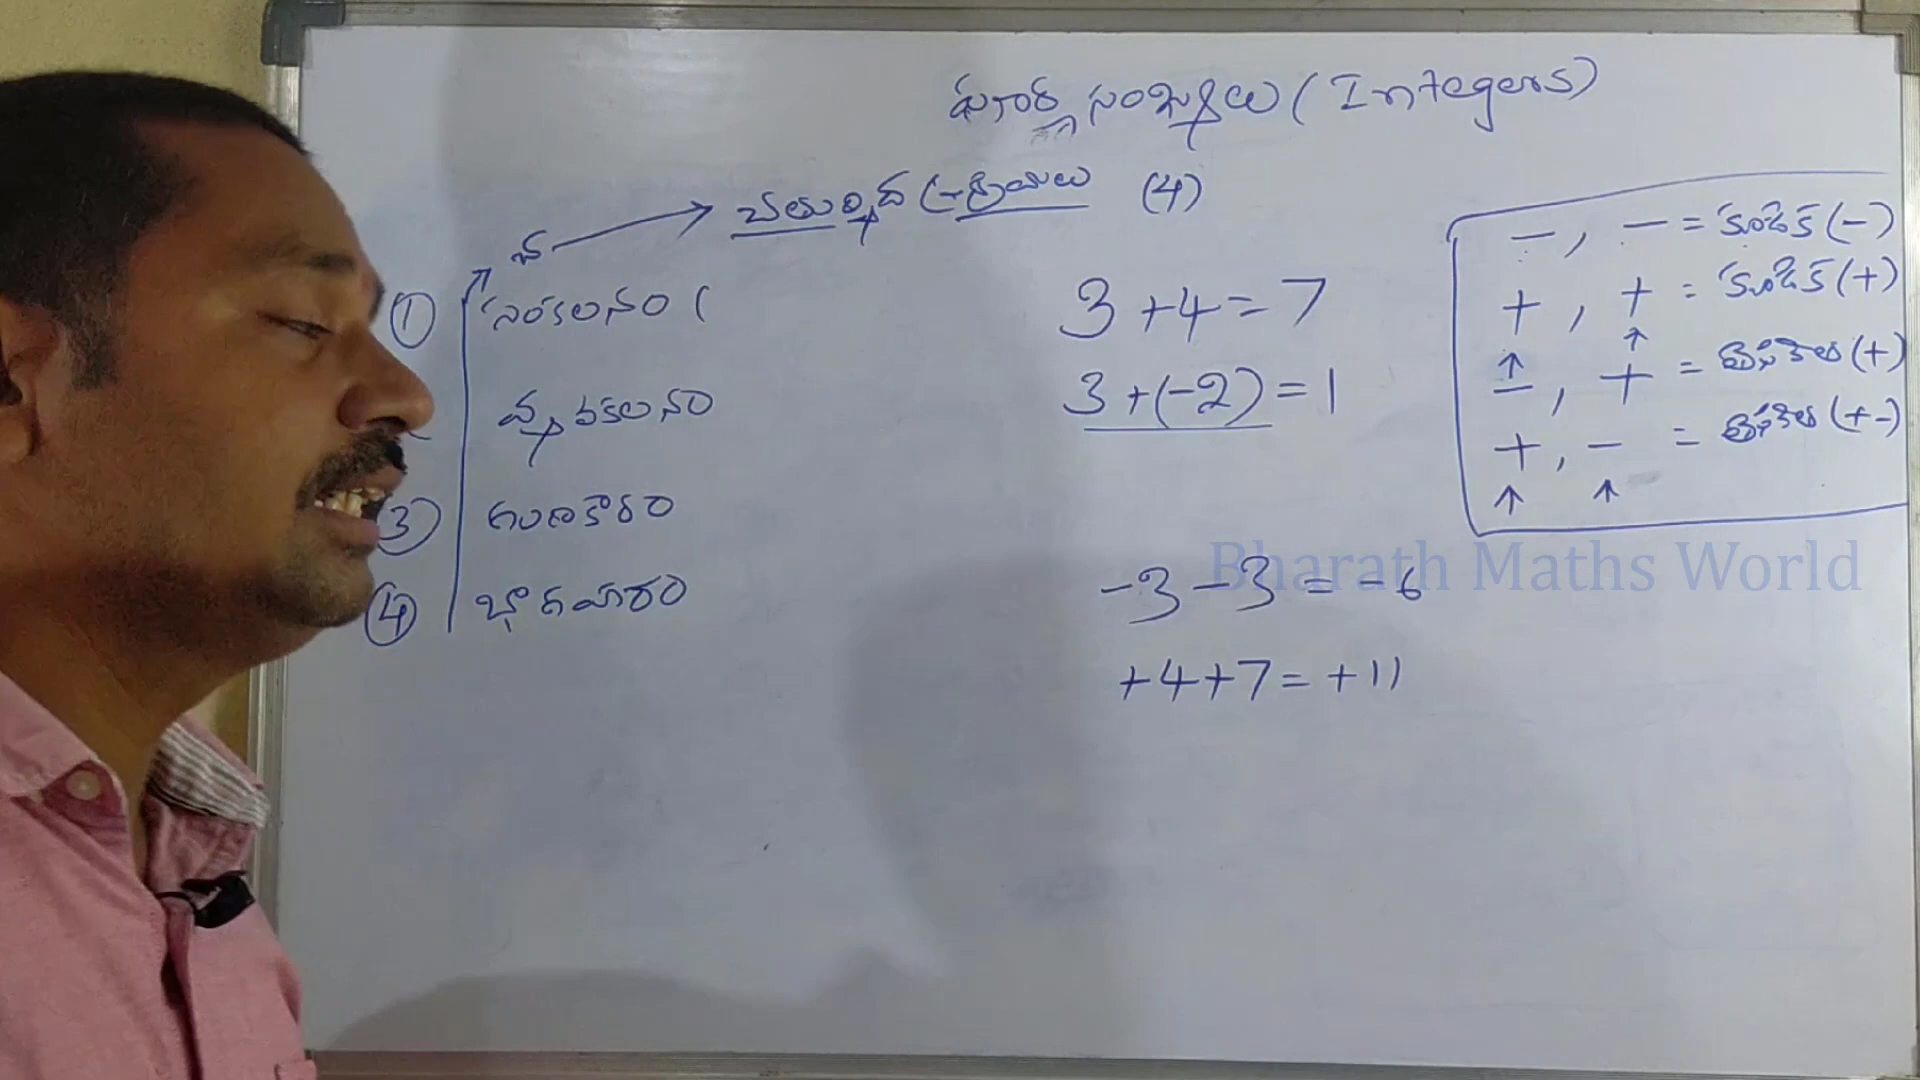 పూర్ణ సంఖ్యలు (Integers)
చతుర్విద ప్రక్రియలు (4)
చ
① సంకలనం (
వ్యవకలనం
③ గుణకారం
④ భాగహారం
3 + 4 = 7
3 + (-2) = 1
-3 - 3 = - 6
+4 + 7 = + 11
- , - = కూడిక (-)
+ , + = కూడిక (+)
- , + = తీసివేత (+)
+ , - = తీసివేత (+ -)
Bharath Maths World